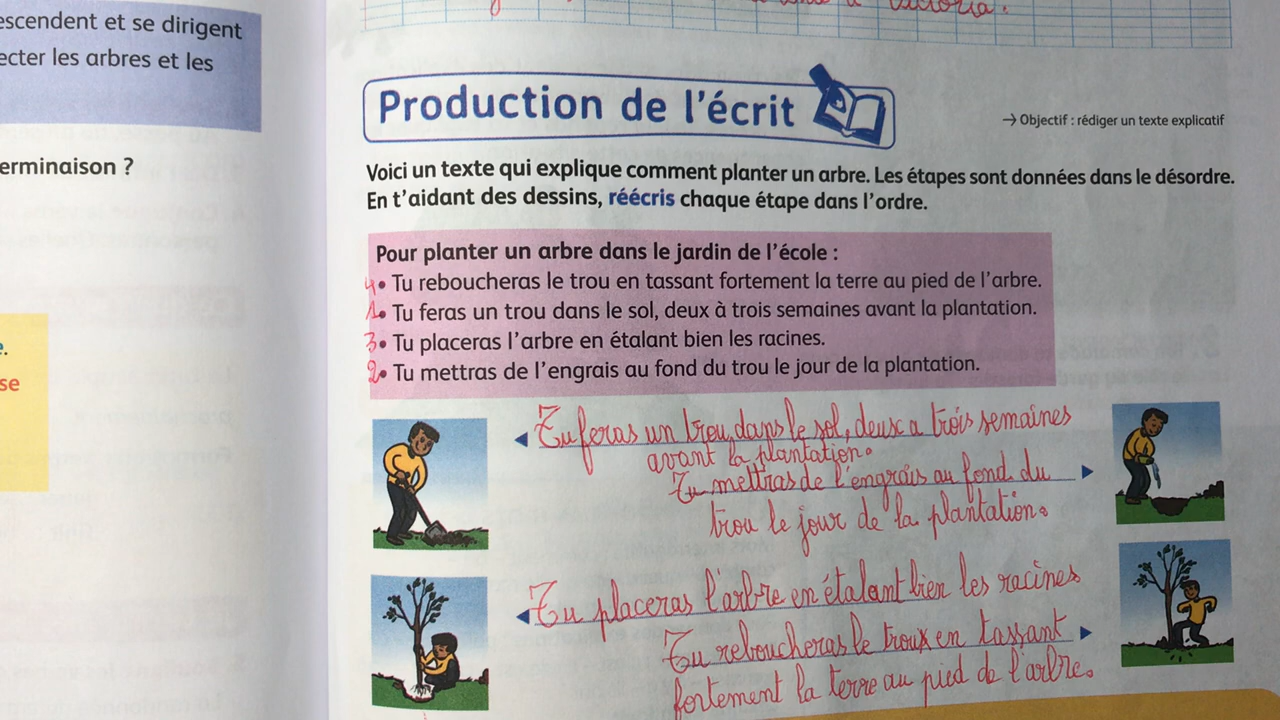 escendent et se dirigent
ecter les arbres et les
erminaison ?
e.
se
à Victoria.
Production de l'écrit
→ Objectif : rédiger un texte explicatif
Voici un texte qui explique comment planter un arbre. Les étapes sont données dans le désordre.
En t'aidant des dessins, réécris chaque étape dans l'ordre.
Pour planter un arbre dans le jardin de l'école :
4 • Tu reboucheras le trou en tassant fortement la terre au pied de l'arbre.
1 • Tu feras un trou dans le sol, deux à trois semaines avant la plantation.
3 • Tu placeras l'arbre en étalant bien les racines.
2 • Tu mettras de l'engrais au fond du trou le jour de la plantation.
Tu feras un trou dans le sol, deux a trois semaines
avant la plantation.
Tu mettras de l'engrais au fond du
trou le jour de la plantation.
Tu placeras l'arbre en étalant bien les racines
Tu reboucheras le troux en tassant
fortement la terre au pied de l'arbre.